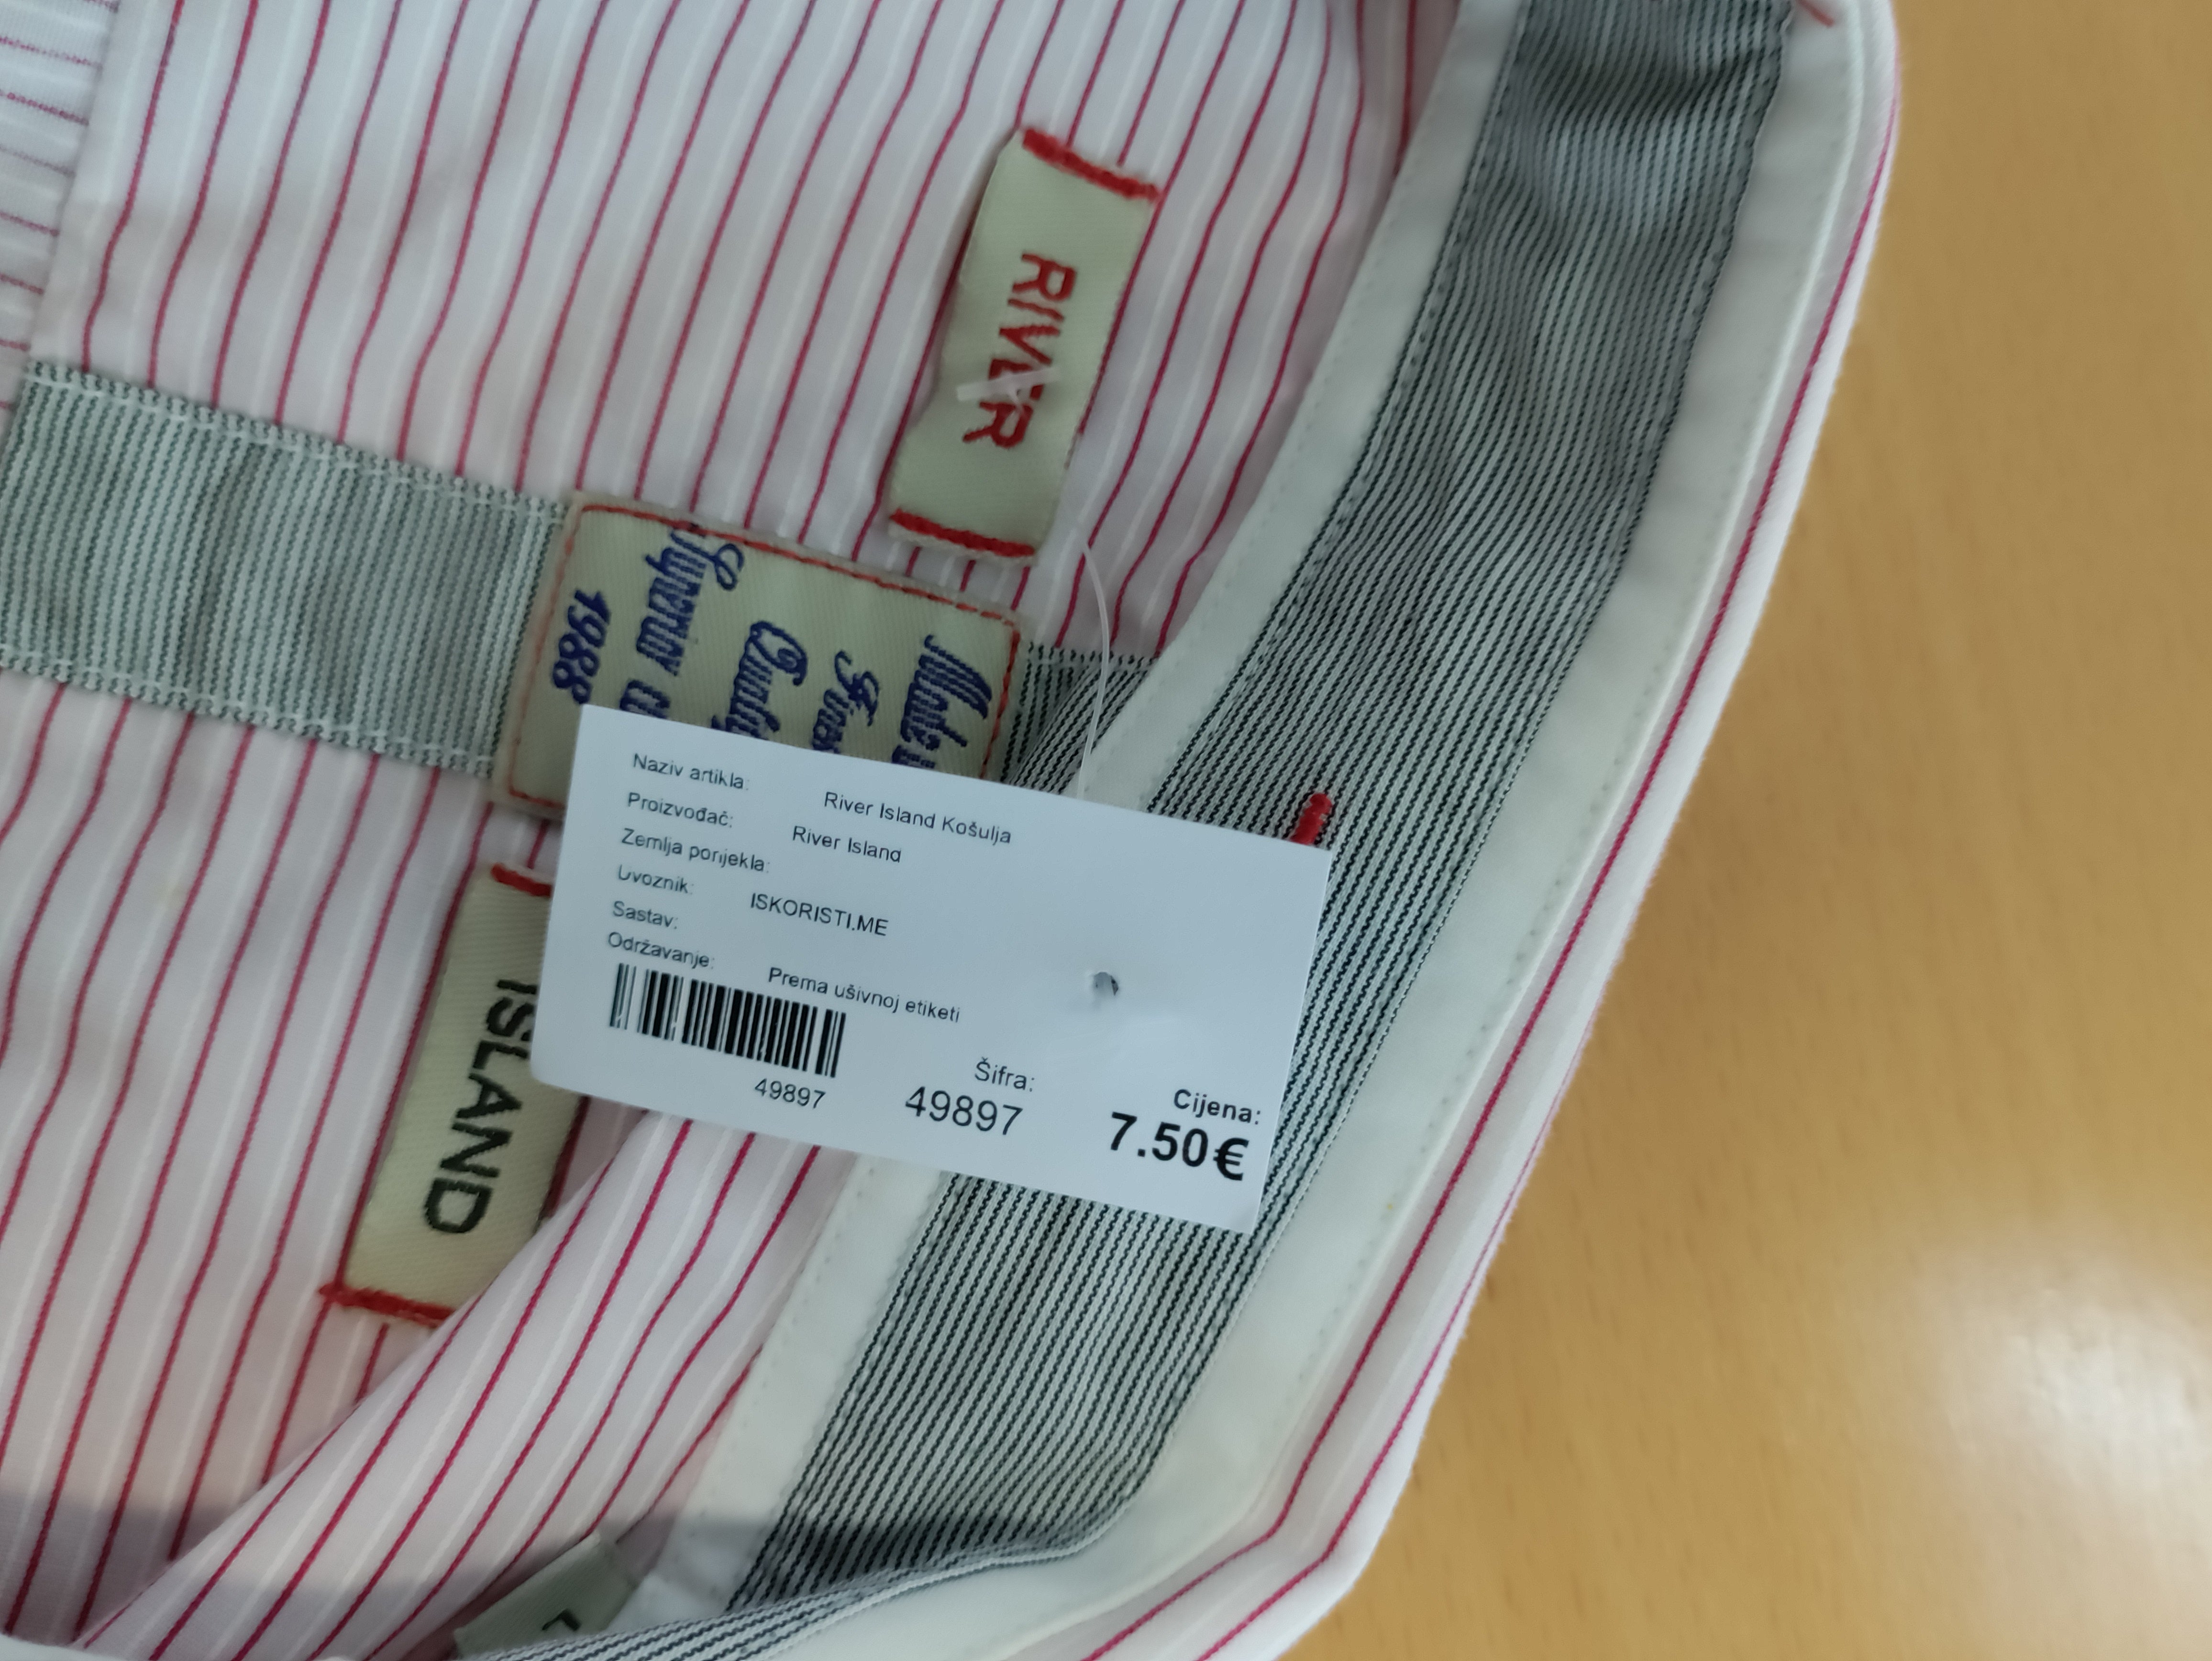 RIVER
Superior
1988
ISLAND
Naziv artikla: River Island Košulja
Proizvođač: River Island
Zemlja porijekla:
Uvoznik: ISKORISTI.ME
Sastav:
Održavanje: Prema ušivnoj etiketi
49897
Šifra:
49897
Cijena:
7.50€